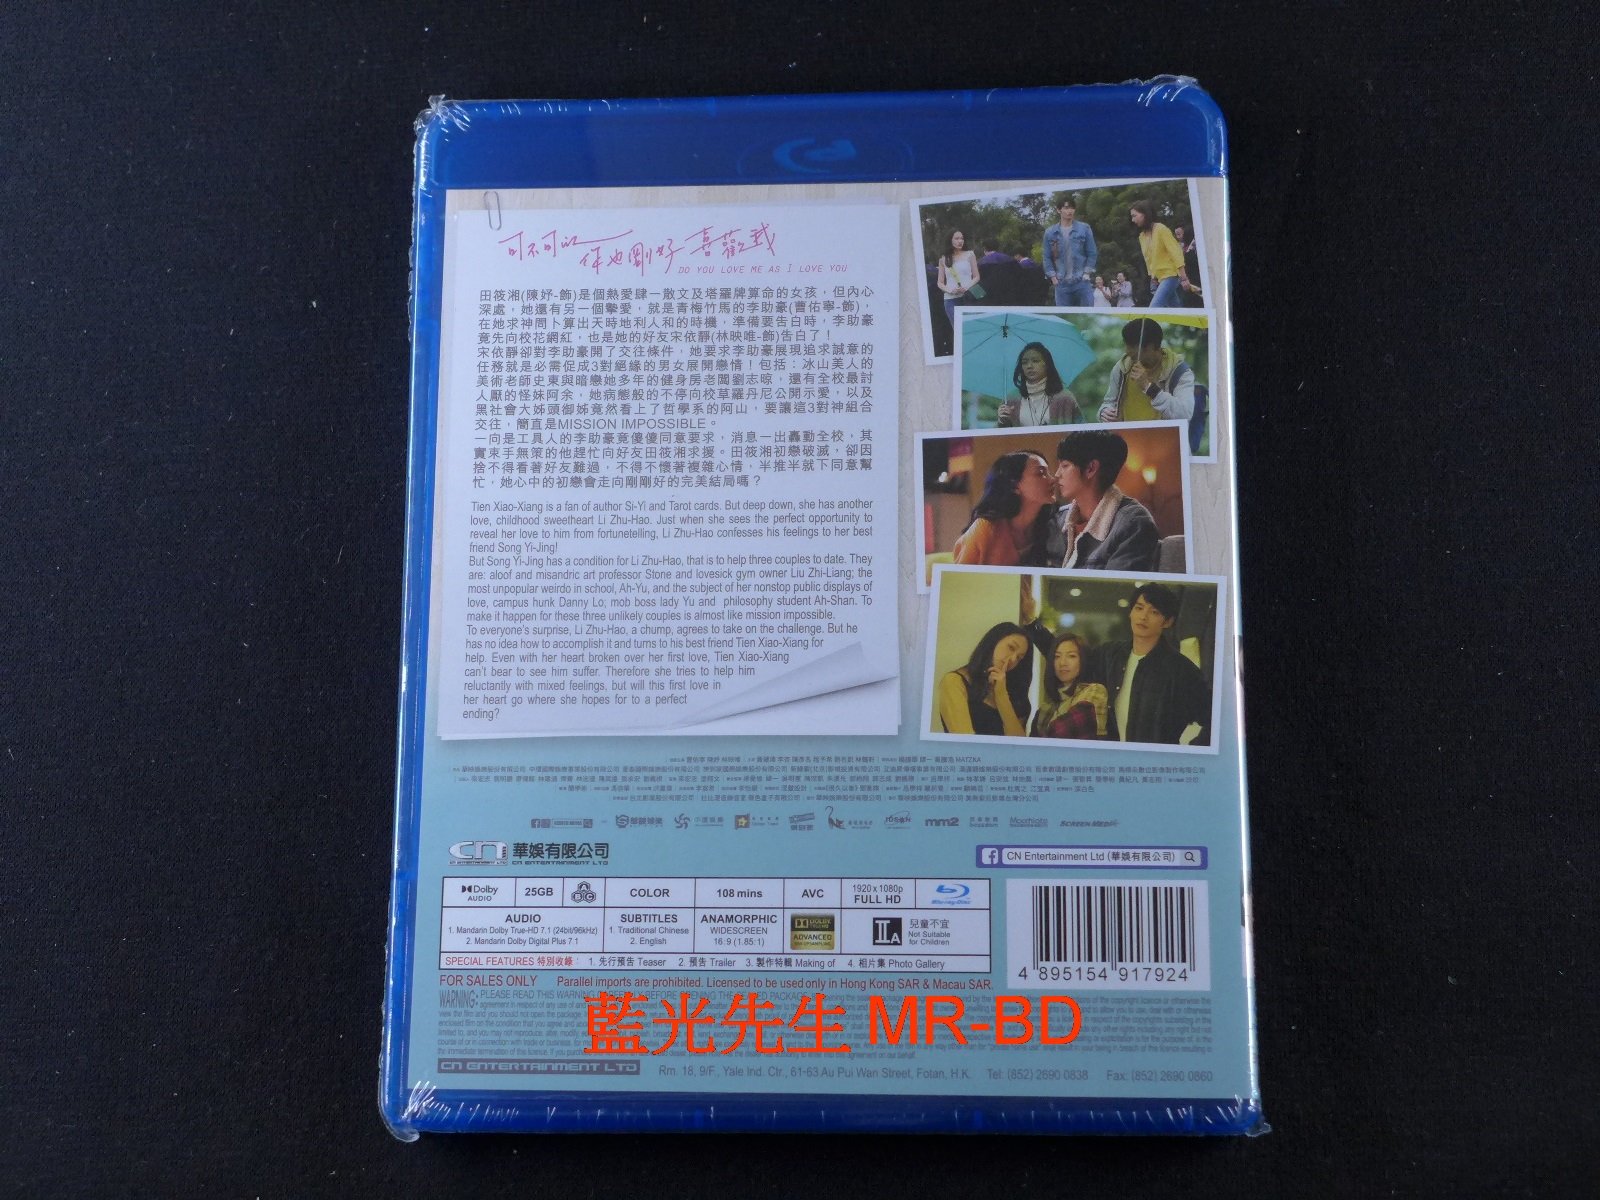 可不可以
你也剛好
喜歡我
DO YOU LOVE ME AS I LOVE YOU
田筱湘(陳妤-飾)是個熱愛肆一散文及塔羅牌算命的女孩，但內心
深處，她還有另一個摯愛，就是青梅竹馬的李助豪(曹佑寧-飾)，
在她求神問卜算出天時地利人和的時機，準備要告白時，李助豪
竟先向校花網紅，也是她的好友宋依靜(林映唯-飾)告白了！
宋依靜卻對李助豪開了交往條件，她要求李助豪展現追求誠意的
任務就是必需促成3對絕緣的男女展開戀情！包括：冰山美人的
美術老師史東與暗戀她多年的健身房老闆劉志晾，還有全校最討
人厭的怪妹阿余，她病態般的不停向校草羅丹尼公開示愛，以及
黑社會大姊頭御姊竟然看上了哲學系的阿山，要讓這3對神組合
交往，簡直是MISSION IMPOSSIBLE。
一向是工具人的李助豪竟傻傻同意要求，消息一出轟動全校，其
實束手無策的他趕忙向好友田筱湘求援。田筱湘初戀破滅，卻因
捨不得看著好友難過，不得不懷著複雜心情，半推半就下同意幫
忙，她心中的初戀會走向剛剛好的完美結局嗎？
Tien Xiao-Xiang is a fan of author Si-Yi and Tarot cards. But deep down, she has another
love, childhood sweetheart Li Zhu-Hao. Just when she sees the perfect opportunity to
reveal her love to him from fortunetelling, Li Zhu-Hao confesses his feelings to her best
friend Song Yi-Jing!
But Song Yi-Jing has a condition for Li Zhu-Hao, that is to help three couples to date. They
are: aloof and misandric art professor Stone and lovesick gym owner Liu Zhi-Liang; the
most unpopular weirdo in school, Ah-Yu, and the subject of her nonstop public displays of
love, campus hunk Danny Lo; mob boss lady Yu and philosophy student Ah-Shan. To
make it happen for these three unlikely couples is almost like mission impossible.
To everyone's surprise, Li Zhu-Hao, a chump, agrees to take on the challenge. But he
has no idea how to accomplish it and turns to his best friend Tien Xiao-Xiang for
help. Even with her heart broken over her first love, Tien Xiao-Xiang
can't bear to see him suffer. Therefore she tries to help him
reluctantly with mixed feelings, but will this first love in
her heart go where she hopes for to a perfect
ending?
mm2
SCREEN MEDIA
CN 華娛有限公司
CN ENTERTAINMENT LTD
CN Entertainment Ltd (華娛有限公司)
Dolby AUDIO
25GB
COLOR
108 mins
AVC
1920 x 1080p FULL HD
Blu-ray Disc
AUDIO
1. Mandarin Dolby True-HD 7.1 (24bit/96kHz)
2. Mandarin Dolby Digital Plus 7.1
SUBTITLES
1. Traditional Chinese
2. English
ANAMORPHIC
WIDESCREEN
16:9 (1.85:1)
DOLBY TRUEHD
ADVANCED
96K UPSAMPLING
IIA 兒童不宜
Not Suitable for Children
SPECIAL FEATURES 特別收錄： 1. 先行預告 Teaser 2. 預告 Trailer 3. 製作特輯 Making of 4. 相片集 Photo Gallery
4 895154 917924
FOR SALES ONLY Parallel imports are prohibited. Licensed to be used only in Hong Kong SAR & Macau SAR.
藍光先生 MR-BD
CN ENTERTAINMENT LTD
Rm. 18, 9/F., Yale Ind. Ctr., 61-63 Au Pui Wan Street, Fotan, H.K. Tel: (852) 2690 0838 Fax: (852) 2690 0860